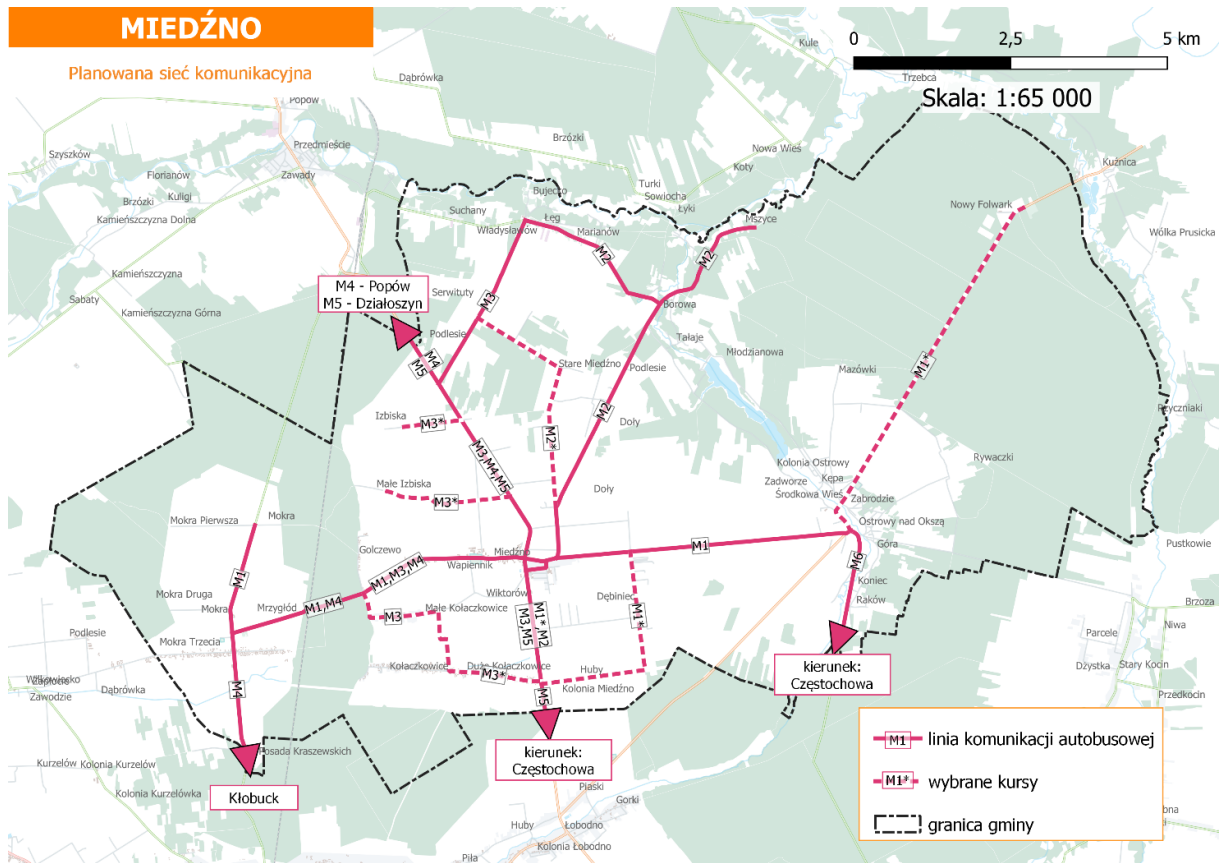 MIEDŹNO
Planowana sieć komunikacyjna
0 2,5 5 km
Skala: 1:65 000
Kule
Trzebca
Dąbrówka
Popów
Brzózki
Przedmieście
Szyszków
Zawady
Nowa Wieś
Koty
Kuźnica
Florianów
Kuligi
Brzózki
Turki
Sowiocha
Bujecko
Łyki
Suchany
Nowy Folwark
Kamieńszczyzna Dolna
Łęg
Mszyce
Władysławów
Marianów
Wólka Prusicka
M2
M2
Kamieńszczyzna
M4 - Popów
M5 - Działoszyn
Serwituty
M3
Borowa
Sabaty
Kamieńszczyzna Górna
Podlesie
Tałaje
M4
M5
Młodzianowa
Stare Miedźno
Podlesie
Mazówki
M1*
Izbiska
M3*
M2
Doły
M2*
M3,M4,M5
Rywaczki
Kolonia Ostrowy
Małe Izbiska
Zadworze
Kępa
M3*
Doły
Środkowa Wieś
Zabrodzie
Mokra Pierwsza
Mokra
Ostrowy nad Okszą
Golczewo
Miedźno
M1
Góra
Pustkowie
Wapiennik
M6
M1
M1,M3,M4
Koniec
Mokra Druga
Wiktorów
Dębiniec
Raków
Mokra
Mrzygłód
M1,M4
M3
Małe Kołaczkowice
M1*,M2
M3,M5
M1*
Brzoza
Niwa
Podlesie
Mokra Trzecia
Parcele
Kołaczkowice
Duże Kołaczkowice
Huby
kierunek:
Częstochowa
Dzystka
Stary Kocin
M3*
Kolonia Miedźno
Dąbrówka
M4
M5
Zawodzie
Przedkocin
kierunek:
Częstochowa
M1 linia komunikacji autobusowej
Kurzelów
Kolonia Kurzelów
M1* wybrane kursy
Kolonia Kurzelówka
Kłobuck
Piaski
Gorki
granica gminy
Huby
Łobodno
Kolonia Łobodno
Piła